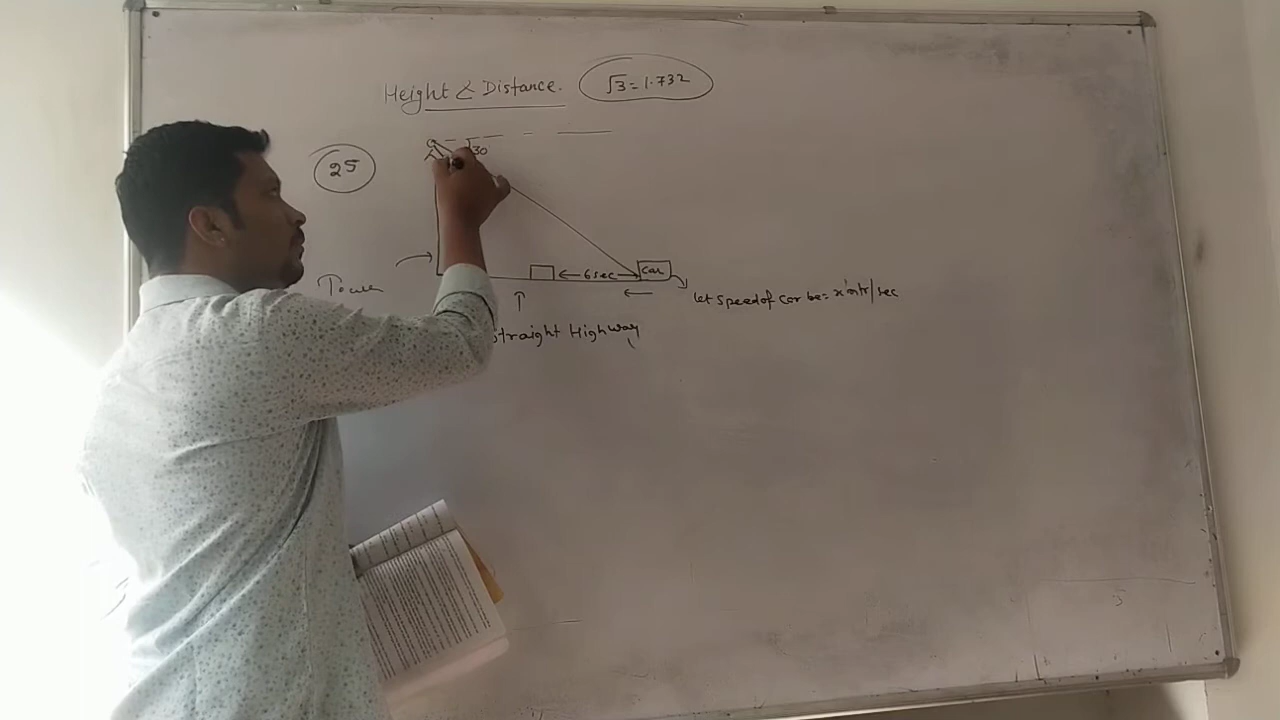 Height & Distance. √3=1.732
25
30
Tower
6sec
car
let speed of car be= x mtr/sec
straight Highway